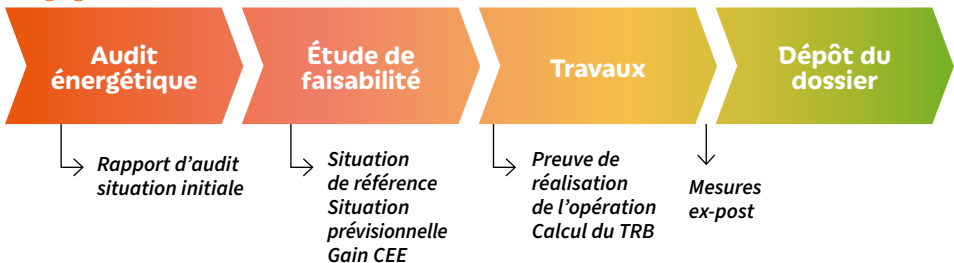 Audit
énergétique
Étude de
faisabilité
Travaux
Dépôt du
dossier
Rapport d’audit
situation initiale
Situation
de référence
Situation
prévisionnelle
Gain CEE
Preuve de
réalisation
de l’opération
Calcul du TRB
Mesures
ex-post